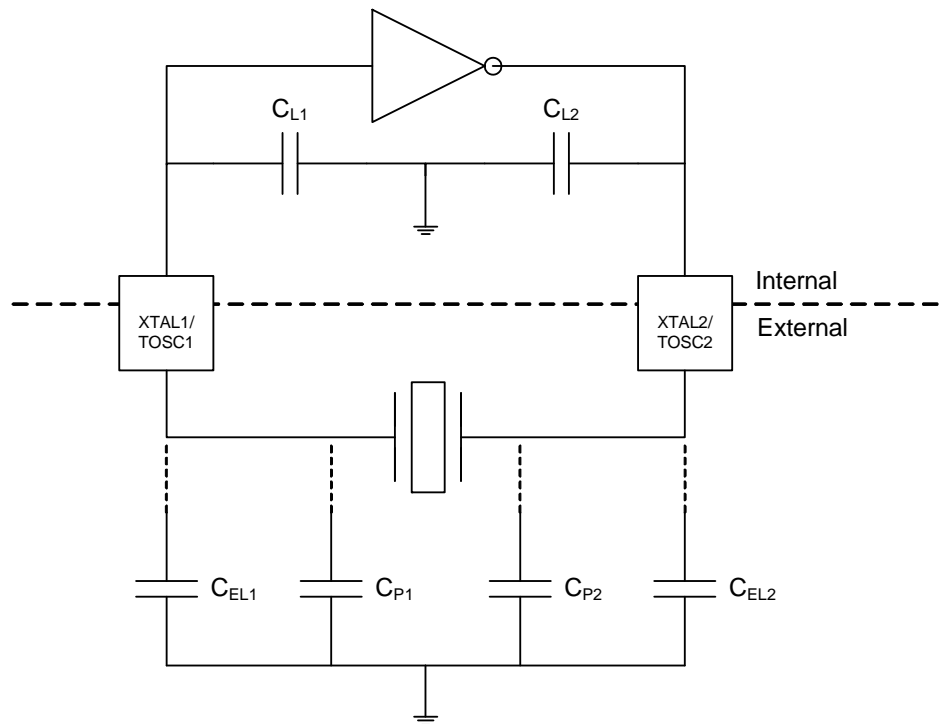 C_L1 C_L2
Internal
XTAL1/ XTAL2/
TOSC1 TOSC2
External
C_EL1 C_P1 C_P2 C_EL2